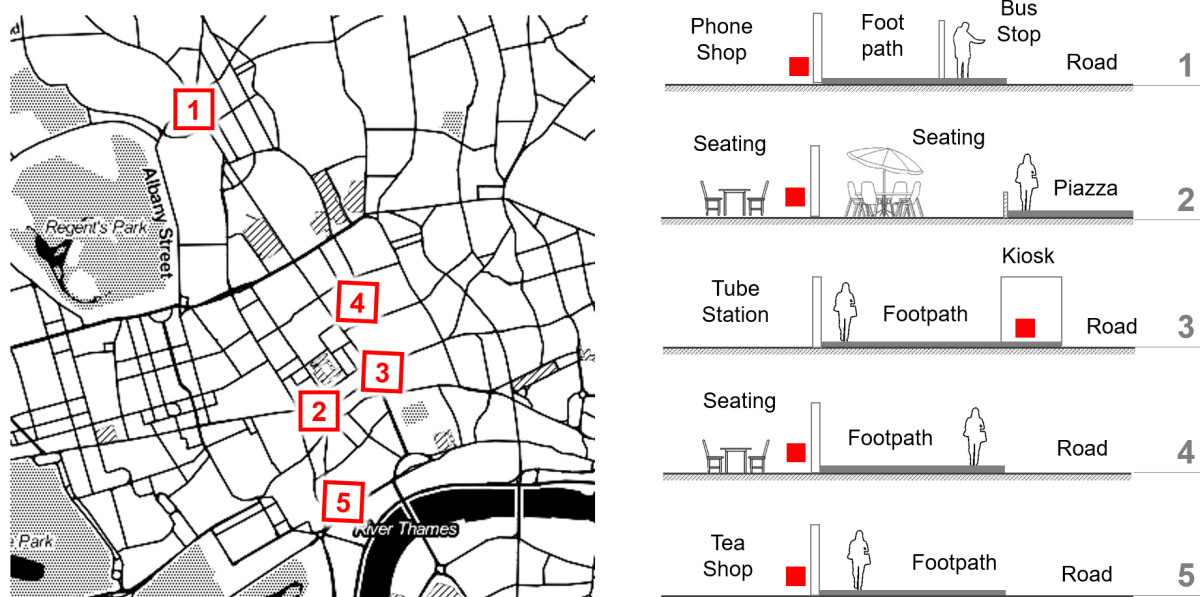 d
1
Albany Street
Regent's Park
4
3
2
5
River Thames
e Park
Phone
Shop
Foot
path
Bus
Stop
Road
1
Seating
Seating
Piazza
2
Tube
Station
Footpath
Kiosk
Road
3
Seating
Footpath
Road
4
Tea
Shop
Footpath
Road
5